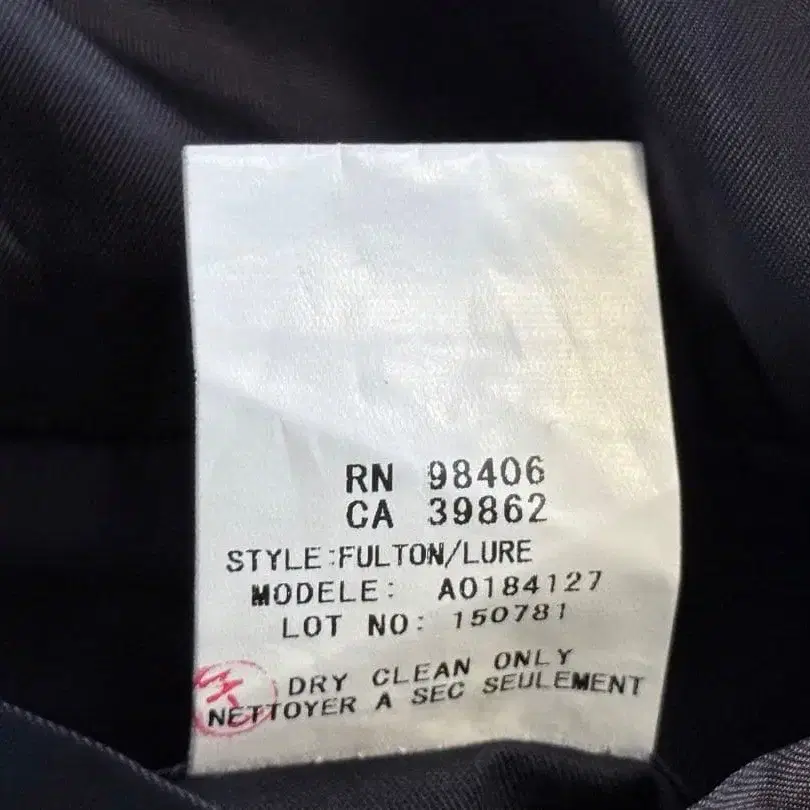 RN 98406
CA 39862
STYLE:FULTON/LURE
MODELE: A0184127
LOT NO: 150781
DRY CLEAN ONLY
NETTOYER A SEC SEULEMENT